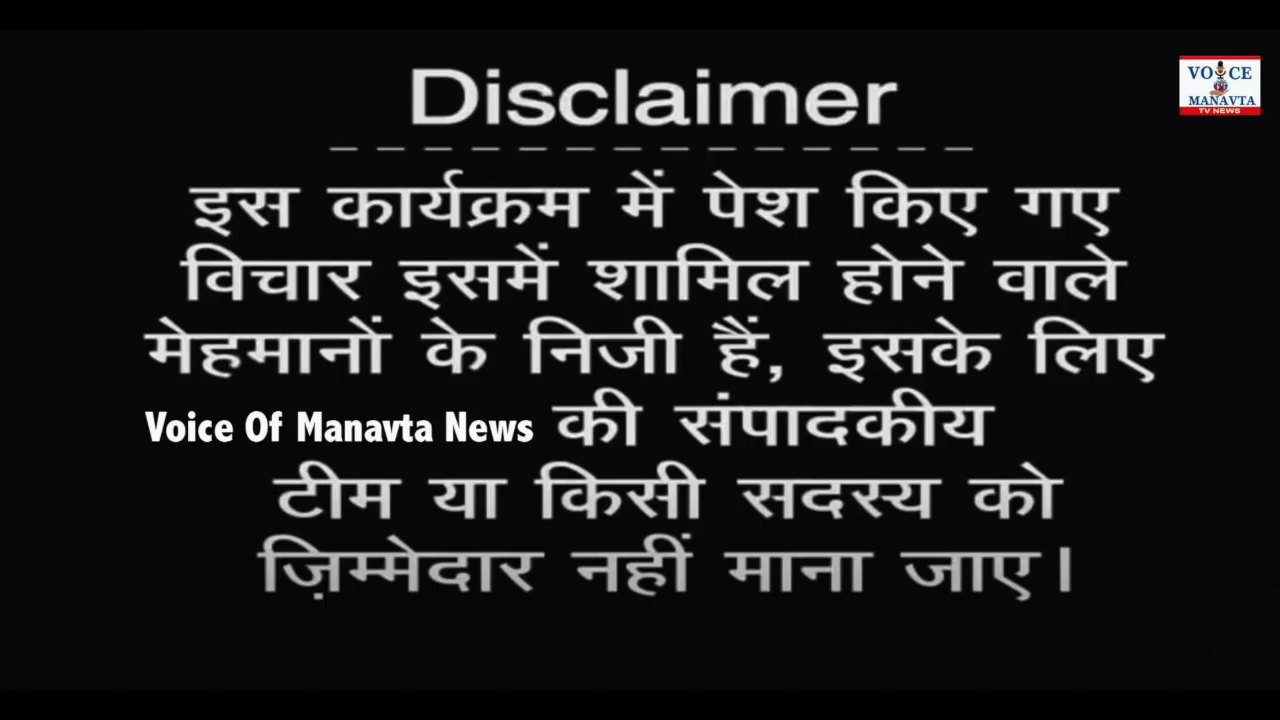 Disclaimer
VOICE
MANAVTA
TV NEWS
इस कार्यक्रम में पेश किए गए
विचार इसमें शामिल होने वाले
मेहमानों के निजी हैं, इसके लिए
Voice Of Manavta News की संपादकीय
टीम या किसी सदस्य को
ज़िम्मेदार नहीं माना जाए।